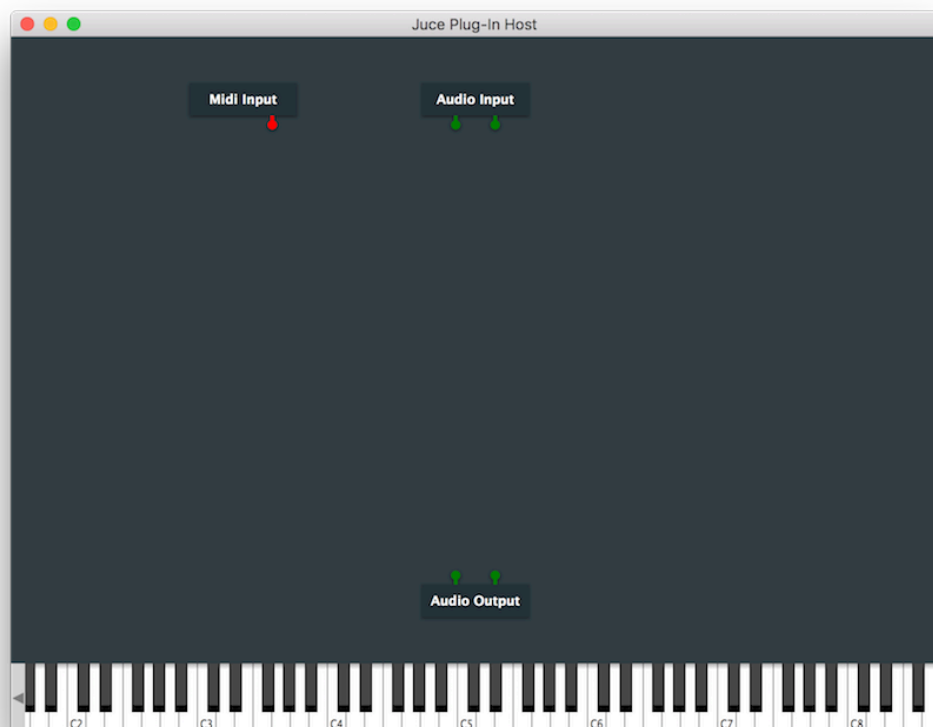 Juce Plug-In Host
Midi Input
Audio Input
Audio Output
C2
C3
C4
C5
C6
C7
C8